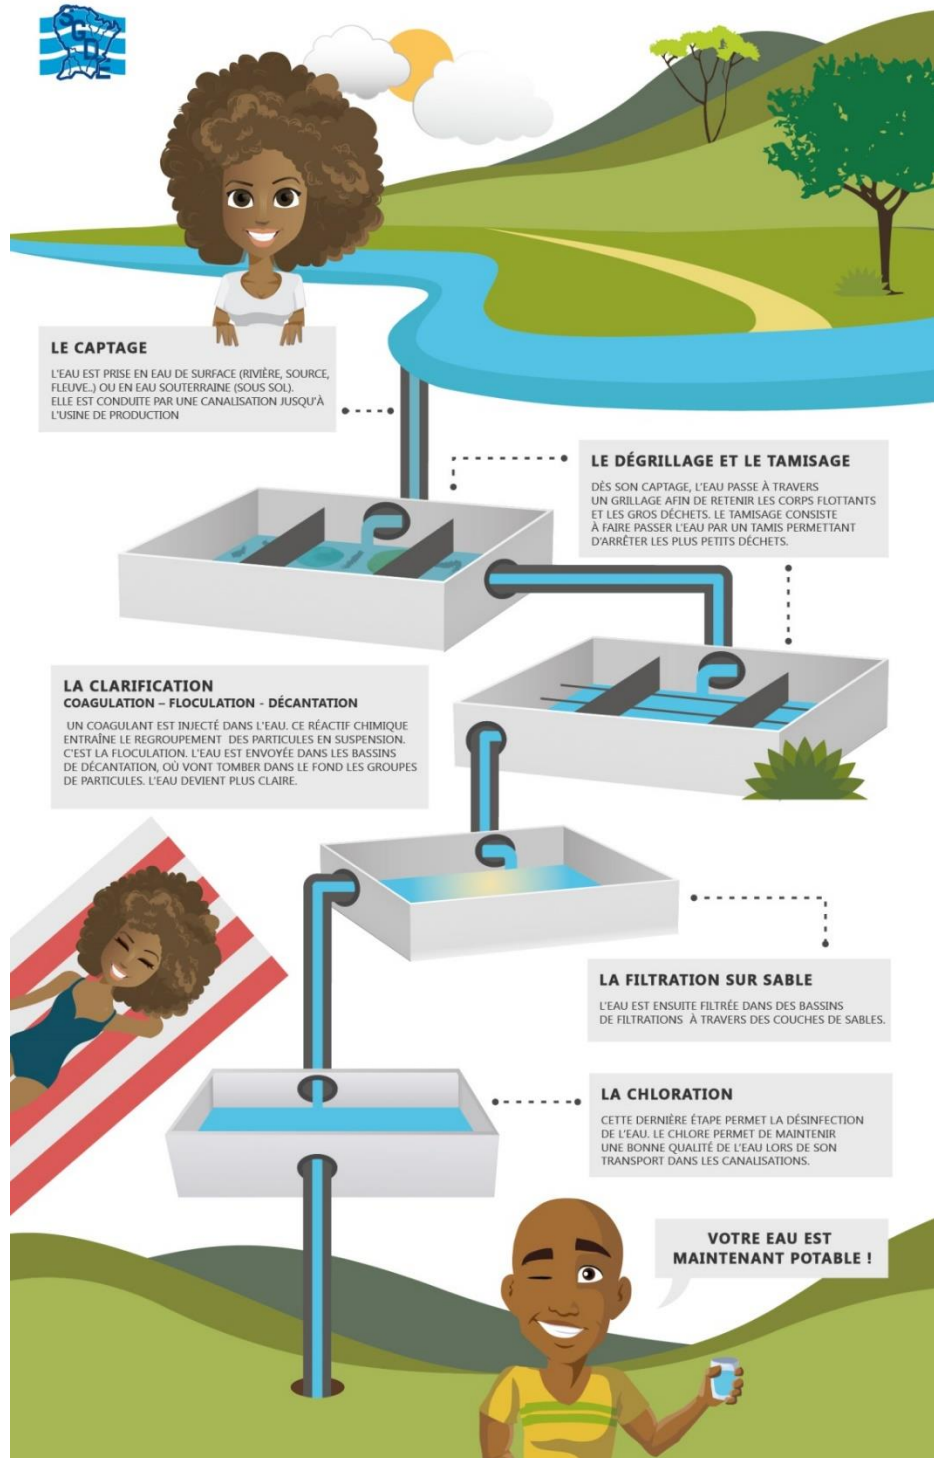 SGDE
LE CAPTAGE
L'EAU EST PRISE EN EAU DE SURFACE (RIVIÈRE, SOURCE,
FLEUVE..) OU EN EAU SOUTERRAINE (SOUS SOL).
ELLE EST CONDUITE PAR UNE CANALISATION JUSQU'À
L'USINE DE PRODUCTION
LE DÉGRILLAGE ET LE TAMISAGE
DÈS SON CAPTAGE, L'EAU PASSE À TRAVERS
UN GRILLAGE AFIN DE RETENIR LES CORPS FLOTTANTS
ET LES GROS DÉCHETS. LE TAMISAGE CONSISTE
À FAIRE PASSER L'EAU PAR UN TAMIS PERMETTANT
D'ARRÊTER LES PLUS PETITS DÉCHETS.
LA CLARIFICATION
COAGULATION – FLOCULATION - DÉCANTATION
UN COAGULANT EST INJECTÉ DANS L'EAU. CE RÉACTIF CHIMIQUE
ENTRAÎNE LE REGROUPEMENT DES PARTICULES EN SUSPENSION.
C'EST LA FLOCULATION. L'EAU EST ENVOYÉE DANS LES BASSINS
DE DÉCANTATION, OÙ VONT TOMBER DANS LE FOND LES GROUPES
DE PARTICULES. L'EAU DEVIENT PLUS CLAIRE.
LA FILTRATION SUR SABLE
L'EAU EST ENSUITE FILTRÉE DANS DES BASSINS
DE FILTRATIONS À TRAVERS DES COUCHES DE SABLES.
LA CHLORATION
CETTE DERNIÈRE ÉTAPE PERMET LA DÉSINFECTION
DE L'EAU. LE CHLORE PERMET DE MAINTENIR
UNE BONNE QUALITÉ DE L'EAU LORS DE SON
TRANSPORT DANS LES CANALISATIONS.
VOTRE EAU EST
MAINTENANT POTABLE !